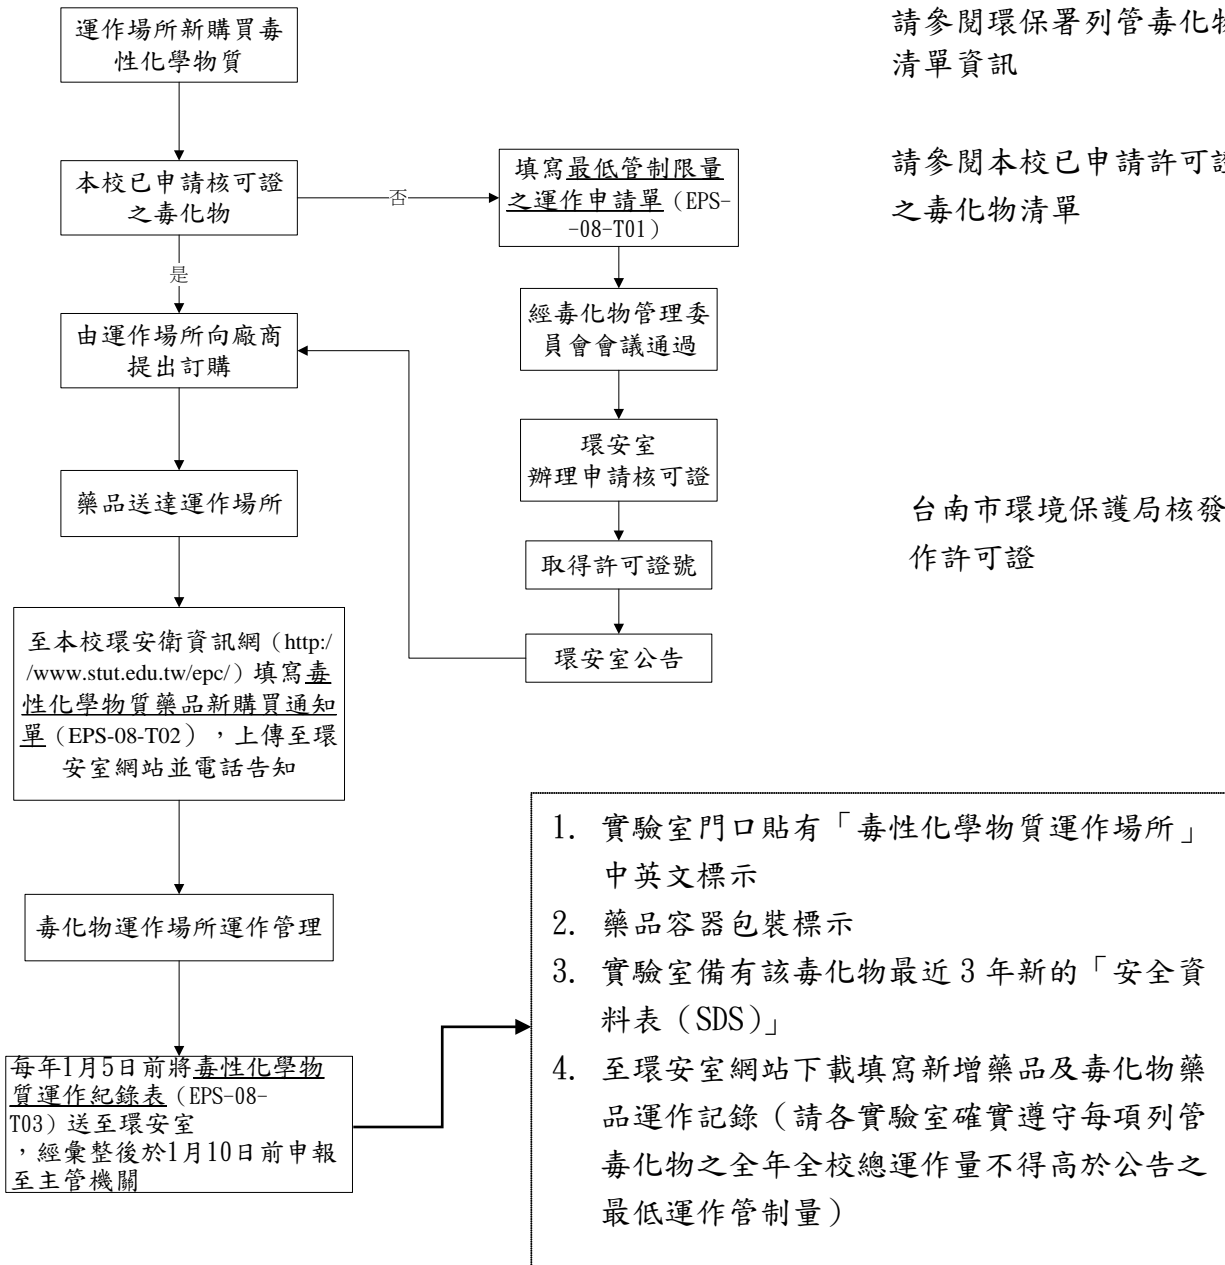 運作場所新購買毒
性化學物質
請參閱環保署列管毒化物
清單資訊
本校已申請核可證
之毒化物
否
填寫最低管制限量
之運作申請單（EPS-
-08-T01）
請參閱本校已申請許可證
之毒化物清單
是
經毒化物管理委
員會會議通過
由運作場所向廠商
提出訂購
環安室
辦理申請核可證
藥品送達運作場所
台南市環境保護局核發
作許可證
取得許可證號
環安室公告
至本校環安衛資訊網（http:/
/www.stut.edu.tw/epc/）填寫毒
性化學物質藥品新購買通知
單（EPS-08-T02），上傳至環
安室網站並電話告知
毒化物運作場所運作管理
每年1月5日前將毒性化學物
質運作紀錄表（EPS-08-
T03）送至環安室
，經彙整後於1月10日前申報
至主管機關
1. 實驗室門口貼有「毒性化學物質運作場所」
中英文標示
2. 藥品容器包裝標示
3. 實驗室備有該毒化物最近 3 年新的「安全資
料表（SDS）」
4. 至環安室網站下載填寫新增藥品及毒化物藥
品運作記錄（請各實驗室確實遵守每項列管
毒化物之全年全校總運作量不得高於公告之
最低運作管制量）